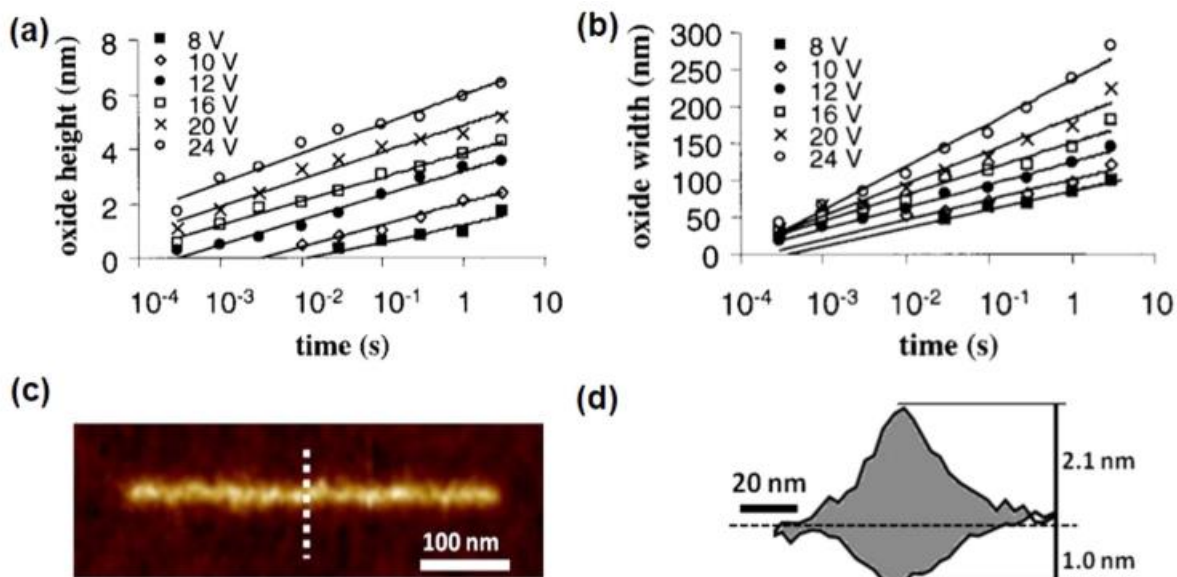 (a)
oxide height (nm)
8
6
4
2
0
8 V
10 V
12 V
16 V
20 V
24 V
10-4 10-3 10-2 10-1 1 10
time (s)
(b)
oxide width (nm)
300
250
200
150
100
50
0
8 V
10 V
12 V
16 V
20 V
24 V
10-4 10-3 10-2 10-1 1 10
time (s)
(c)
100 nm
(d)
20 nm
2.1 nm
1.0 nm